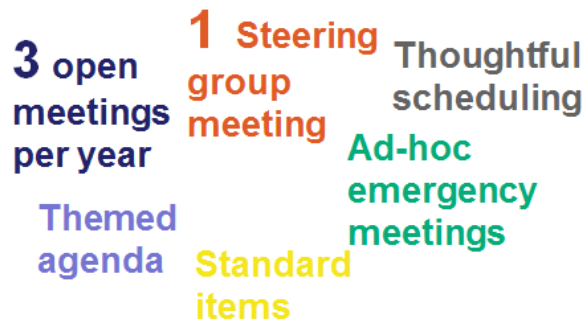 3 open
meetings
per year
1 Steering
group
meeting
Thoughtful
scheduling
Ad-hoc
emergency
meetings
Themed
agenda
Standard
items